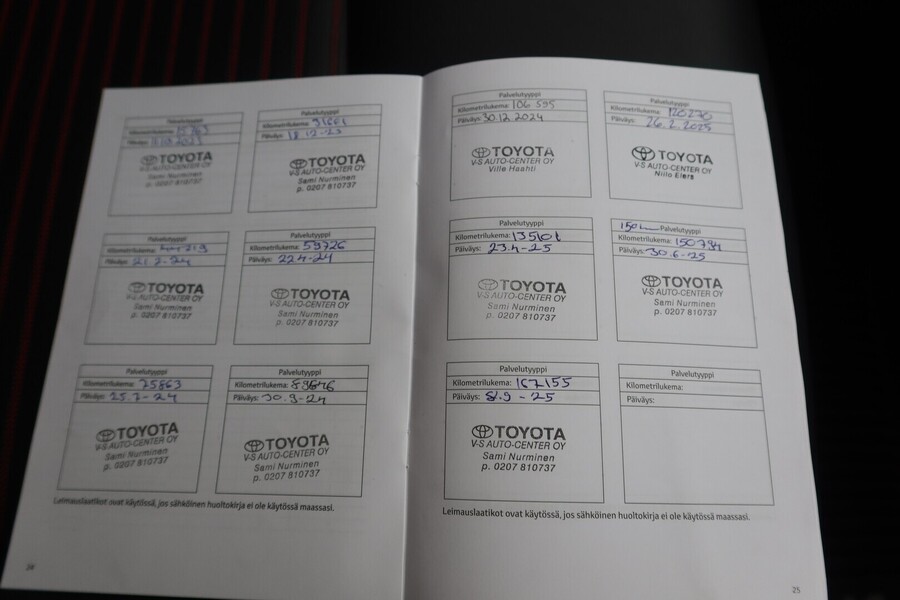 Palvelutyyppi
Kilometrilukema:
Päiväys:
TOYOTA
V-S AUTO-CENTER OY
Sami Nurminen
p. 0207 810737
Palvelutyyppi
Kilometrilukema:
Päiväys: 18.12-23
TOYOTA
V-S AUTO-CENTER OY
Sami Nurminen
p. 0207 810737
Palvelutyyppi
Kilometrilukema:
Päiväys: 21.2-24
TOYOTA
V-S AUTO-CENTER OY
Sami Nurminen
p. 0207 810737
Palvelutyyppi
Kilometrilukema: 59726
Päiväys: 22.4-24
TOYOTA
V-S AUTO-CENTER OY
Sami Nurminen
p. 0207 810737
Palvelutyyppi
Kilometrilukema: 75863
Päiväys: 25.7-24
TOYOTA
V-S AUTO-CENTER OY
Sami Nurminen
p. 0207 810737
Palvelutyyppi
Kilometrilukema:
Päiväys: 30.9-24
TOYOTA
V-S AUTO-CENTER OY
Sami Nurminen
p. 0207 810737
Leimauslaatikot ovat käytössä, jos sähköinen huoltokirja ei ole käytössä maassasi.
24
Palvelutyyppi
Kilometrilukema: 106 595
Päiväys: 30.12.2024
TOYOTA
V-S AUTO-CENTER OY
Ville Haahti
Palvelutyyppi
Kilometrilukema: 120270
Päiväys: 26.2.2025
TOYOTA
V-S AUTO-CENTER OY
Niilo Elers
Palvelutyyppi
Kilometrilukema:
Päiväys: 23.4-25
TOYOTA
V-S AUTO-CENTER OY
Sami Nurminen
p. 0207 810737
Palvelutyyppi
Kilometrilukema: 150794
Päiväys: 30.6-25
TOYOTA
V-S AUTO-CENTER OY
Sami Nurminen
p. 0207 810737
Palvelutyyppi
Kilometrilukema: 167155
Päiväys: 8.9-25
TOYOTA
V-S AUTO-CENTER OY
Sami Nurminen
p. 0207 810737
Palvelutyyppi
Kilometrilukema:
Päiväys:
Leimauslaatikot ovat käytössä, jos sähköinen huoltokirja ei ole käytössä maassasi.
25